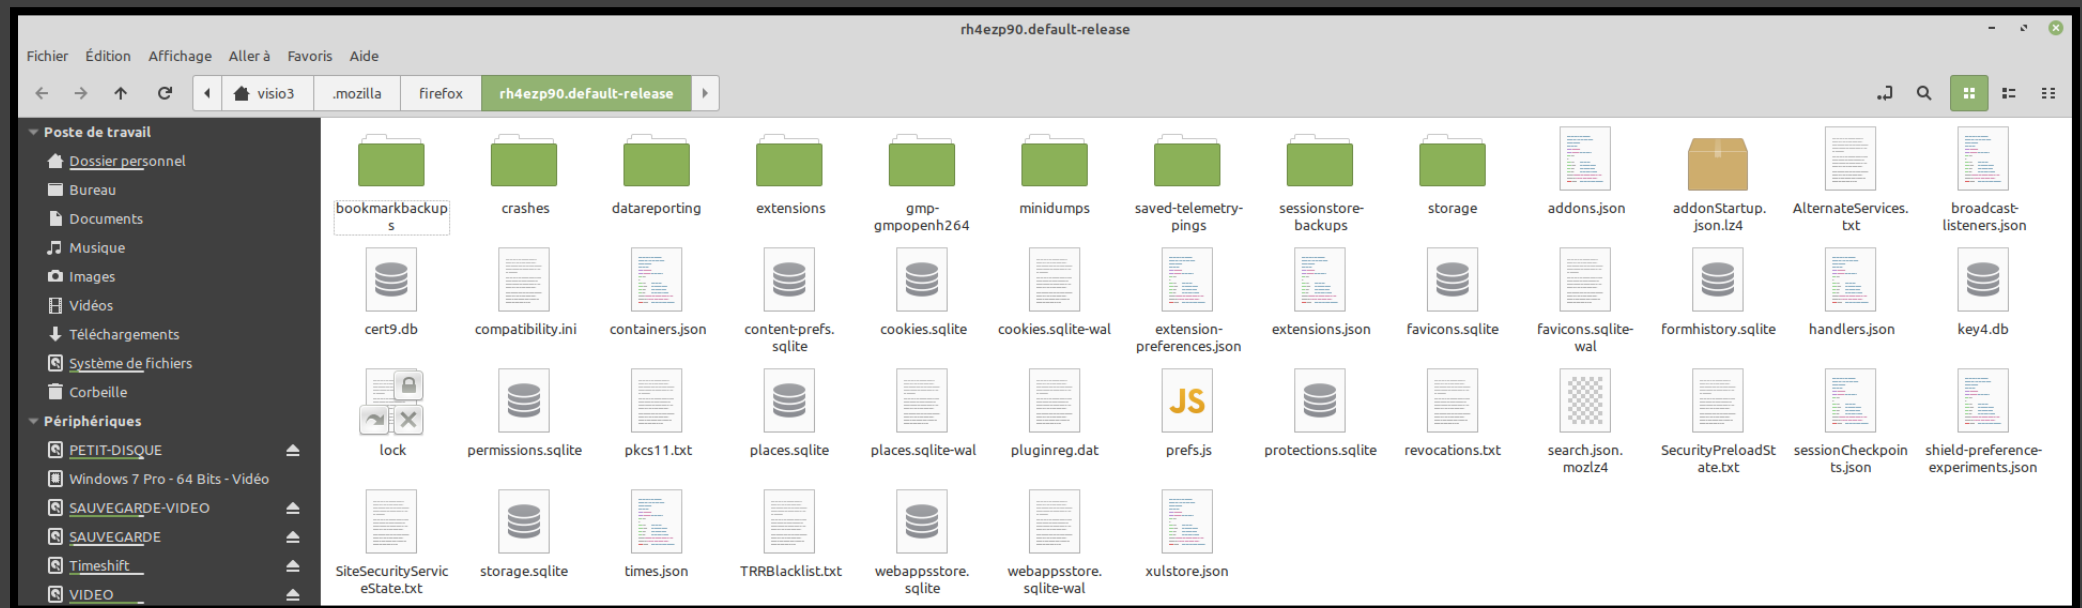 rh4ezp90.default-release
Fichier Édition Affichage Aller à Favoris Aide
visio3 .mozilla firefox rh4ezp90.default-release
Poste de travail
Dossier personnel
Bureau
Documents
Musique
Images
Vidéos
Téléchargements
Système de fichiers
Corbeille
Périphériques
PETIT-DISQUE
Windows 7 Pro - 64 Bits - Vidéo
SAUVEGARDE-VIDEO
SAUVEGARDE
Timeshift
VIDEO
bookmarkbackup
s
crashes
datareporting
extensions
gmp-
gmpopenh264
minidumps
saved-telemetry-
pings
sessionstore-
backups
storage
addons.json
addonStartup.
json.lz4
AlternateServices.
txt
broadcast-
listeners.json
cert9.db
compatibility.ini
containers.json
content-prefs.
sqlite
cookies.sqlite
cookies.sqlite-wal
extension-
preferences.json
extensions.json
favicons.sqlite
favicons.sqlite-
wal
formhistory.sqlite
handlers.json
key4.db
lock
permissions.sqlite
pkcs11.txt
places.sqlite
places.sqlite-wal
pluginreg.dat
JS
prefs.js
protections.sqlite
revocations.txt
search.json.
mozlz4
SecurityPreloadSt
ate.txt
sessionCheckpoin
ts.json
shield-preference-
experiments.json
SiteSecurityServic
eState.txt
storage.sqlite
times.json
TRRBlacklist.txt
webappsstore.
sqlite
webappsstore.
sqlite-wal
xulstore.json